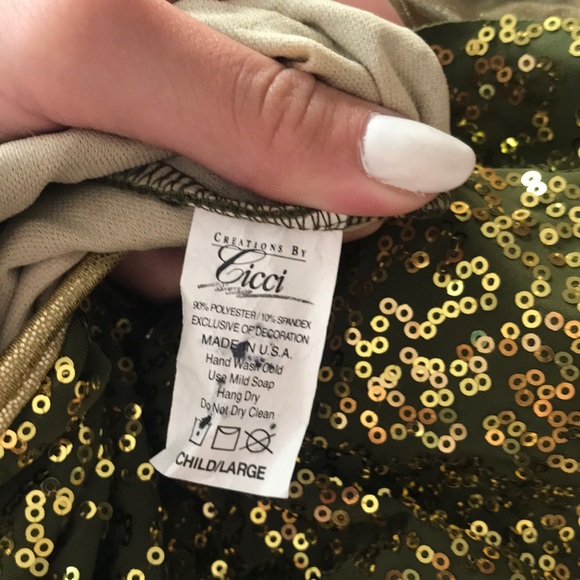 CREATIONS BY
Cicci
90% POLYESTER / 10% SPANDEX
EXCLUSIVE OF DECORATION
MADE IN U.S.A.
Hand Wash Cold
Use Mild Soap
Hang Dry
Do Not Dry Clean
CHILD/LARGE